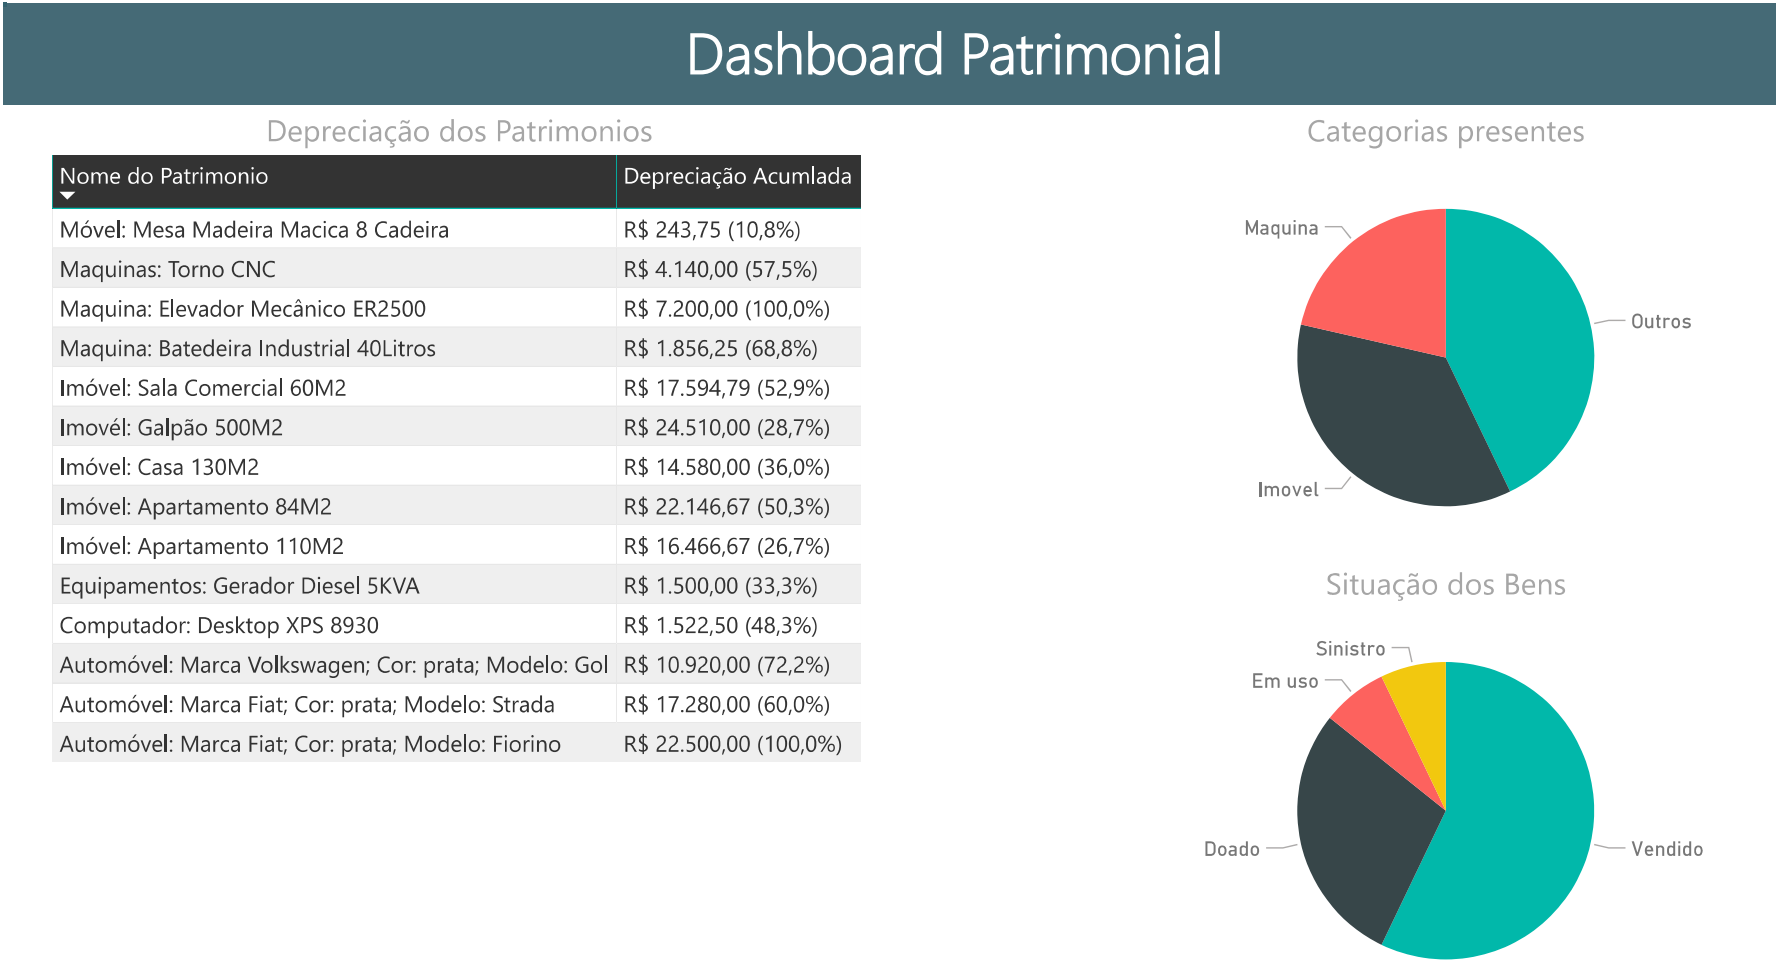 Dashboard Patrimonial
Depreciação dos Patrimonios
Nome do Patrimonio Depreciação Acumlada
Móvel: Mesa Madeira Macica 8 Cadeira R$ 243,75 (10,8%)
Maquinas: Torno CNC R$ 4.140,00 (57,5%)
Maquina: Elevador Mecânico ER2500 R$ 7.200,00 (100,0%)
Maquina: Batedeira Industrial 40Litros R$ 1.856,25 (68,8%)
Imóvel: Sala Comercial 60M2 R$ 17.594,79 (52,9%)
Imovél: Galpão 500M2 R$ 24.510,00 (28,7%)
Imóvel: Casa 130M2 R$ 14.580,00 (36,0%)
Imóvel: Apartamento 84M2 R$ 22.146,67 (50,3%)
Imóvel: Apartamento 110M2 R$ 16.466,67 (26,7%)
Equipamentos: Gerador Diesel 5KVA R$ 1.500,00 (33,3%)
Computador: Desktop XPS 8930 R$ 1.522,50 (48,3%)
Automóvel: Marca Volkswagen; Cor: prata; Modelo: Gol R$ 10.920,00 (72,2%)
Automóvel: Marca Fiat; Cor: prata; Modelo: Strada R$ 17.280,00 (60,0%)
Automóvel: Marca Fiat; Cor: prata; Modelo: Fiorino R$ 22.500,00 (100,0%)
Categorias presentes
Maquina
Outros
Imovel
Situação dos Bens
Sinistro
Em uso
Doado
Vendido